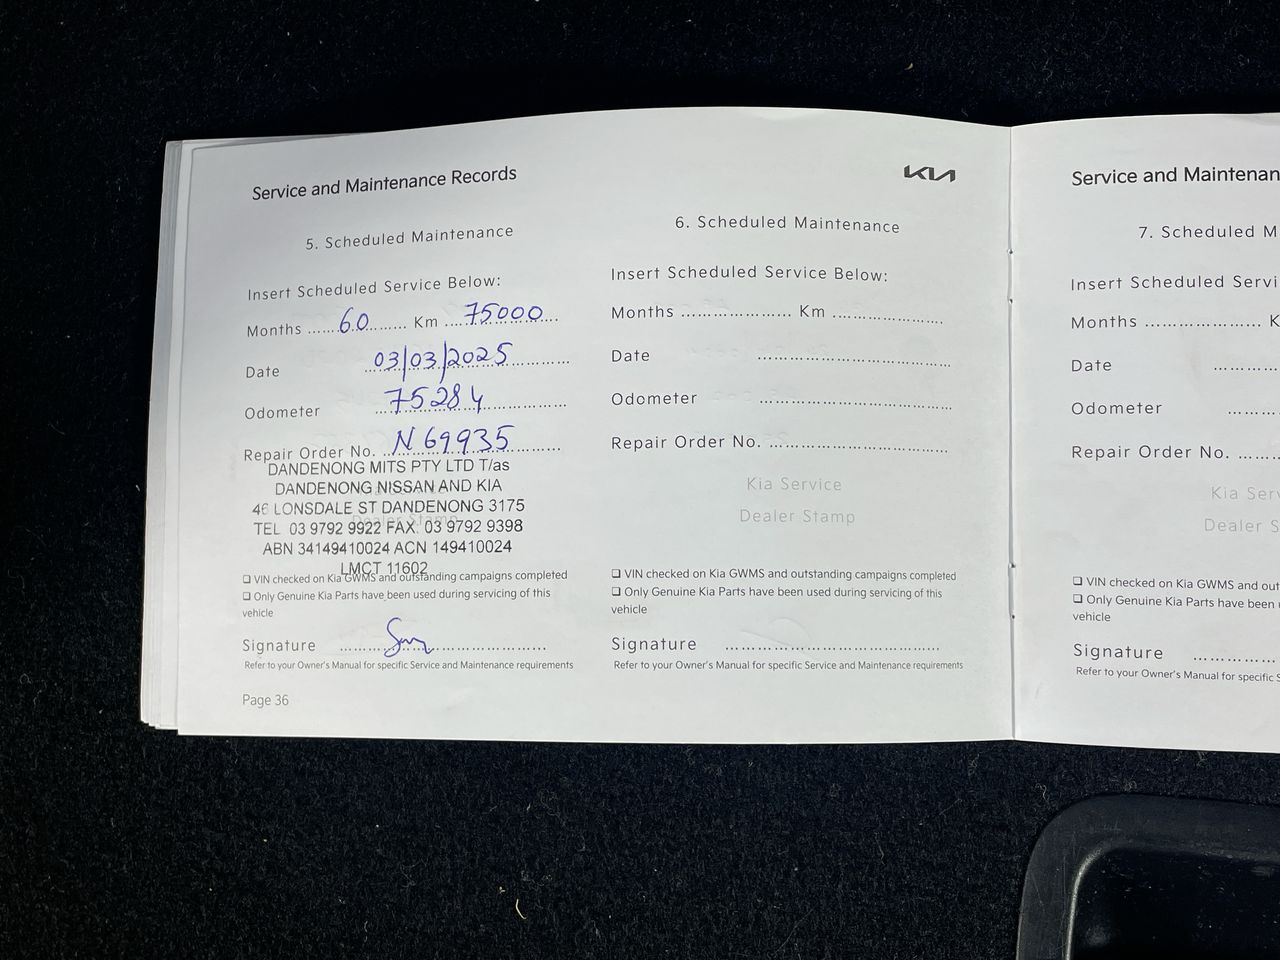 Service and Maintenance Records
KIA
5. Scheduled Maintenance
Insert Scheduled Service Below:
Months ......60......... Km ....75000....
Date 03/03/2025
Odometer 75284
Repair Order No. N69935
DANDENONG MITS PTY LTD T/as
DANDENONG NISSAN AND KIA
46 LONSDALE ST DANDENONG 3175
TEL 03 9792 9922 FAX. 03 9792 9398
ABN 34149410024 ACN 149410024
LMCT 11602
Dealer Stamp
❑ VIN checked on Kia GWMS and outstanding campaigns completed
❑ Only Genuine Kia Parts have been used during servicing of this
vehicle
Signature
Refer to your Owner's Manual for specific Service and Maintenance requirements
Page 36
6. Scheduled Maintenance
Insert Scheduled Service Below:
Months ..................... Km .....................
Date .....................................
Odometer .....................................
Repair Order No. ..................................
Kia Service
Dealer Stamp
❑ VIN checked on Kia GWMS and outstanding campaigns completed
❑ Only Genuine Kia Parts have been used during servicing of this
vehicle
Signature ........................................
Refer to your Owner's Manual for specific Service and Maintenance requirements
Service and Maintenan
7. Scheduled M
Insert Scheduled Servi
Months ..................... K
Date ............
Odometer .........
Repair Order No. .......
Kia Serv
Dealer S
❑ VIN checked on Kia GWMS and out
❑ Only Genuine Kia Parts have been
vehicle
Signature ................
Refer to your Owner's Manual for specific S